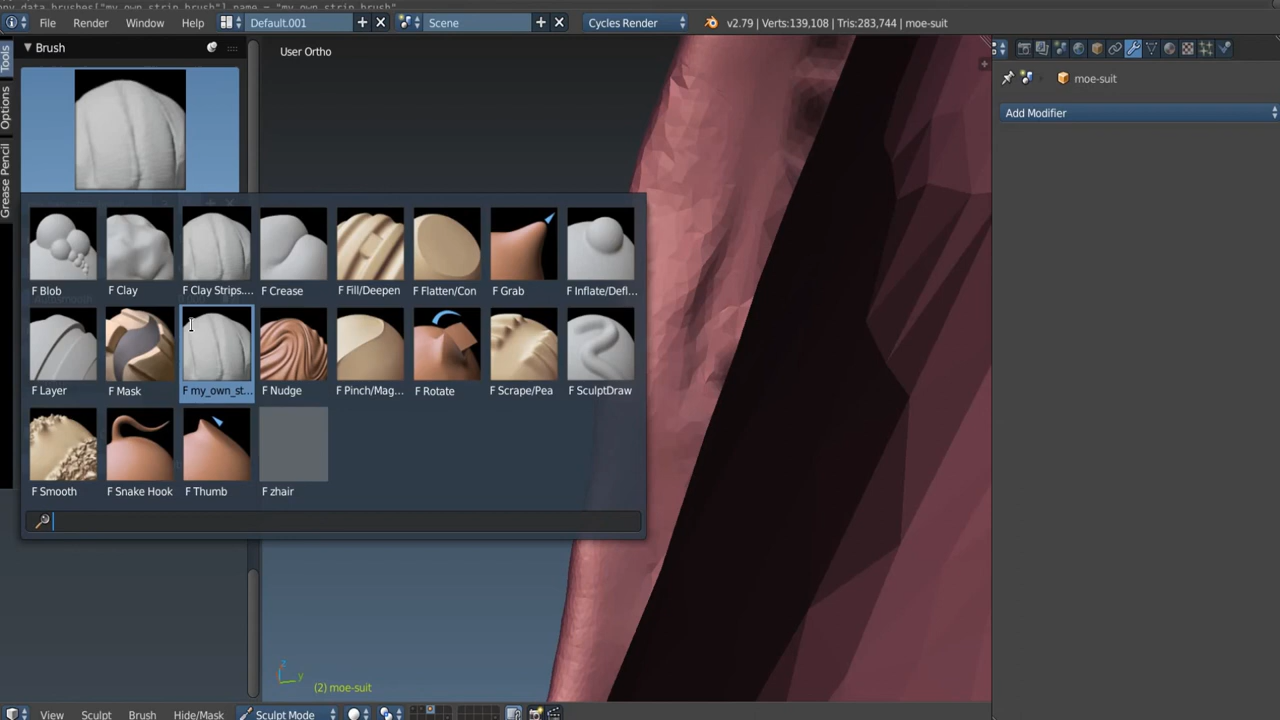 File Render Window Help Default.001 Scene Cycles Render v2.79 | Verts:139,108 | Tris:283,744 | moe-suit
Brush
User Ortho
Tools
Options
Grease Pencil
moe-suit
Add Modifier
F Blob F Clay F Clay Strips.... F Crease F Fill/Deepen F Flatten/Con F Grab F Inflate/Defl...
F Layer F Mask F my_own_st... F Nudge F Pinch/Mag... F Rotate F Scrape/Pea F SculptDraw
F Smooth F Snake Hook F Thumb F zhair
z
y
(2) moe-suit
View Sculpt Brush Hide/Mask Sculpt Mode